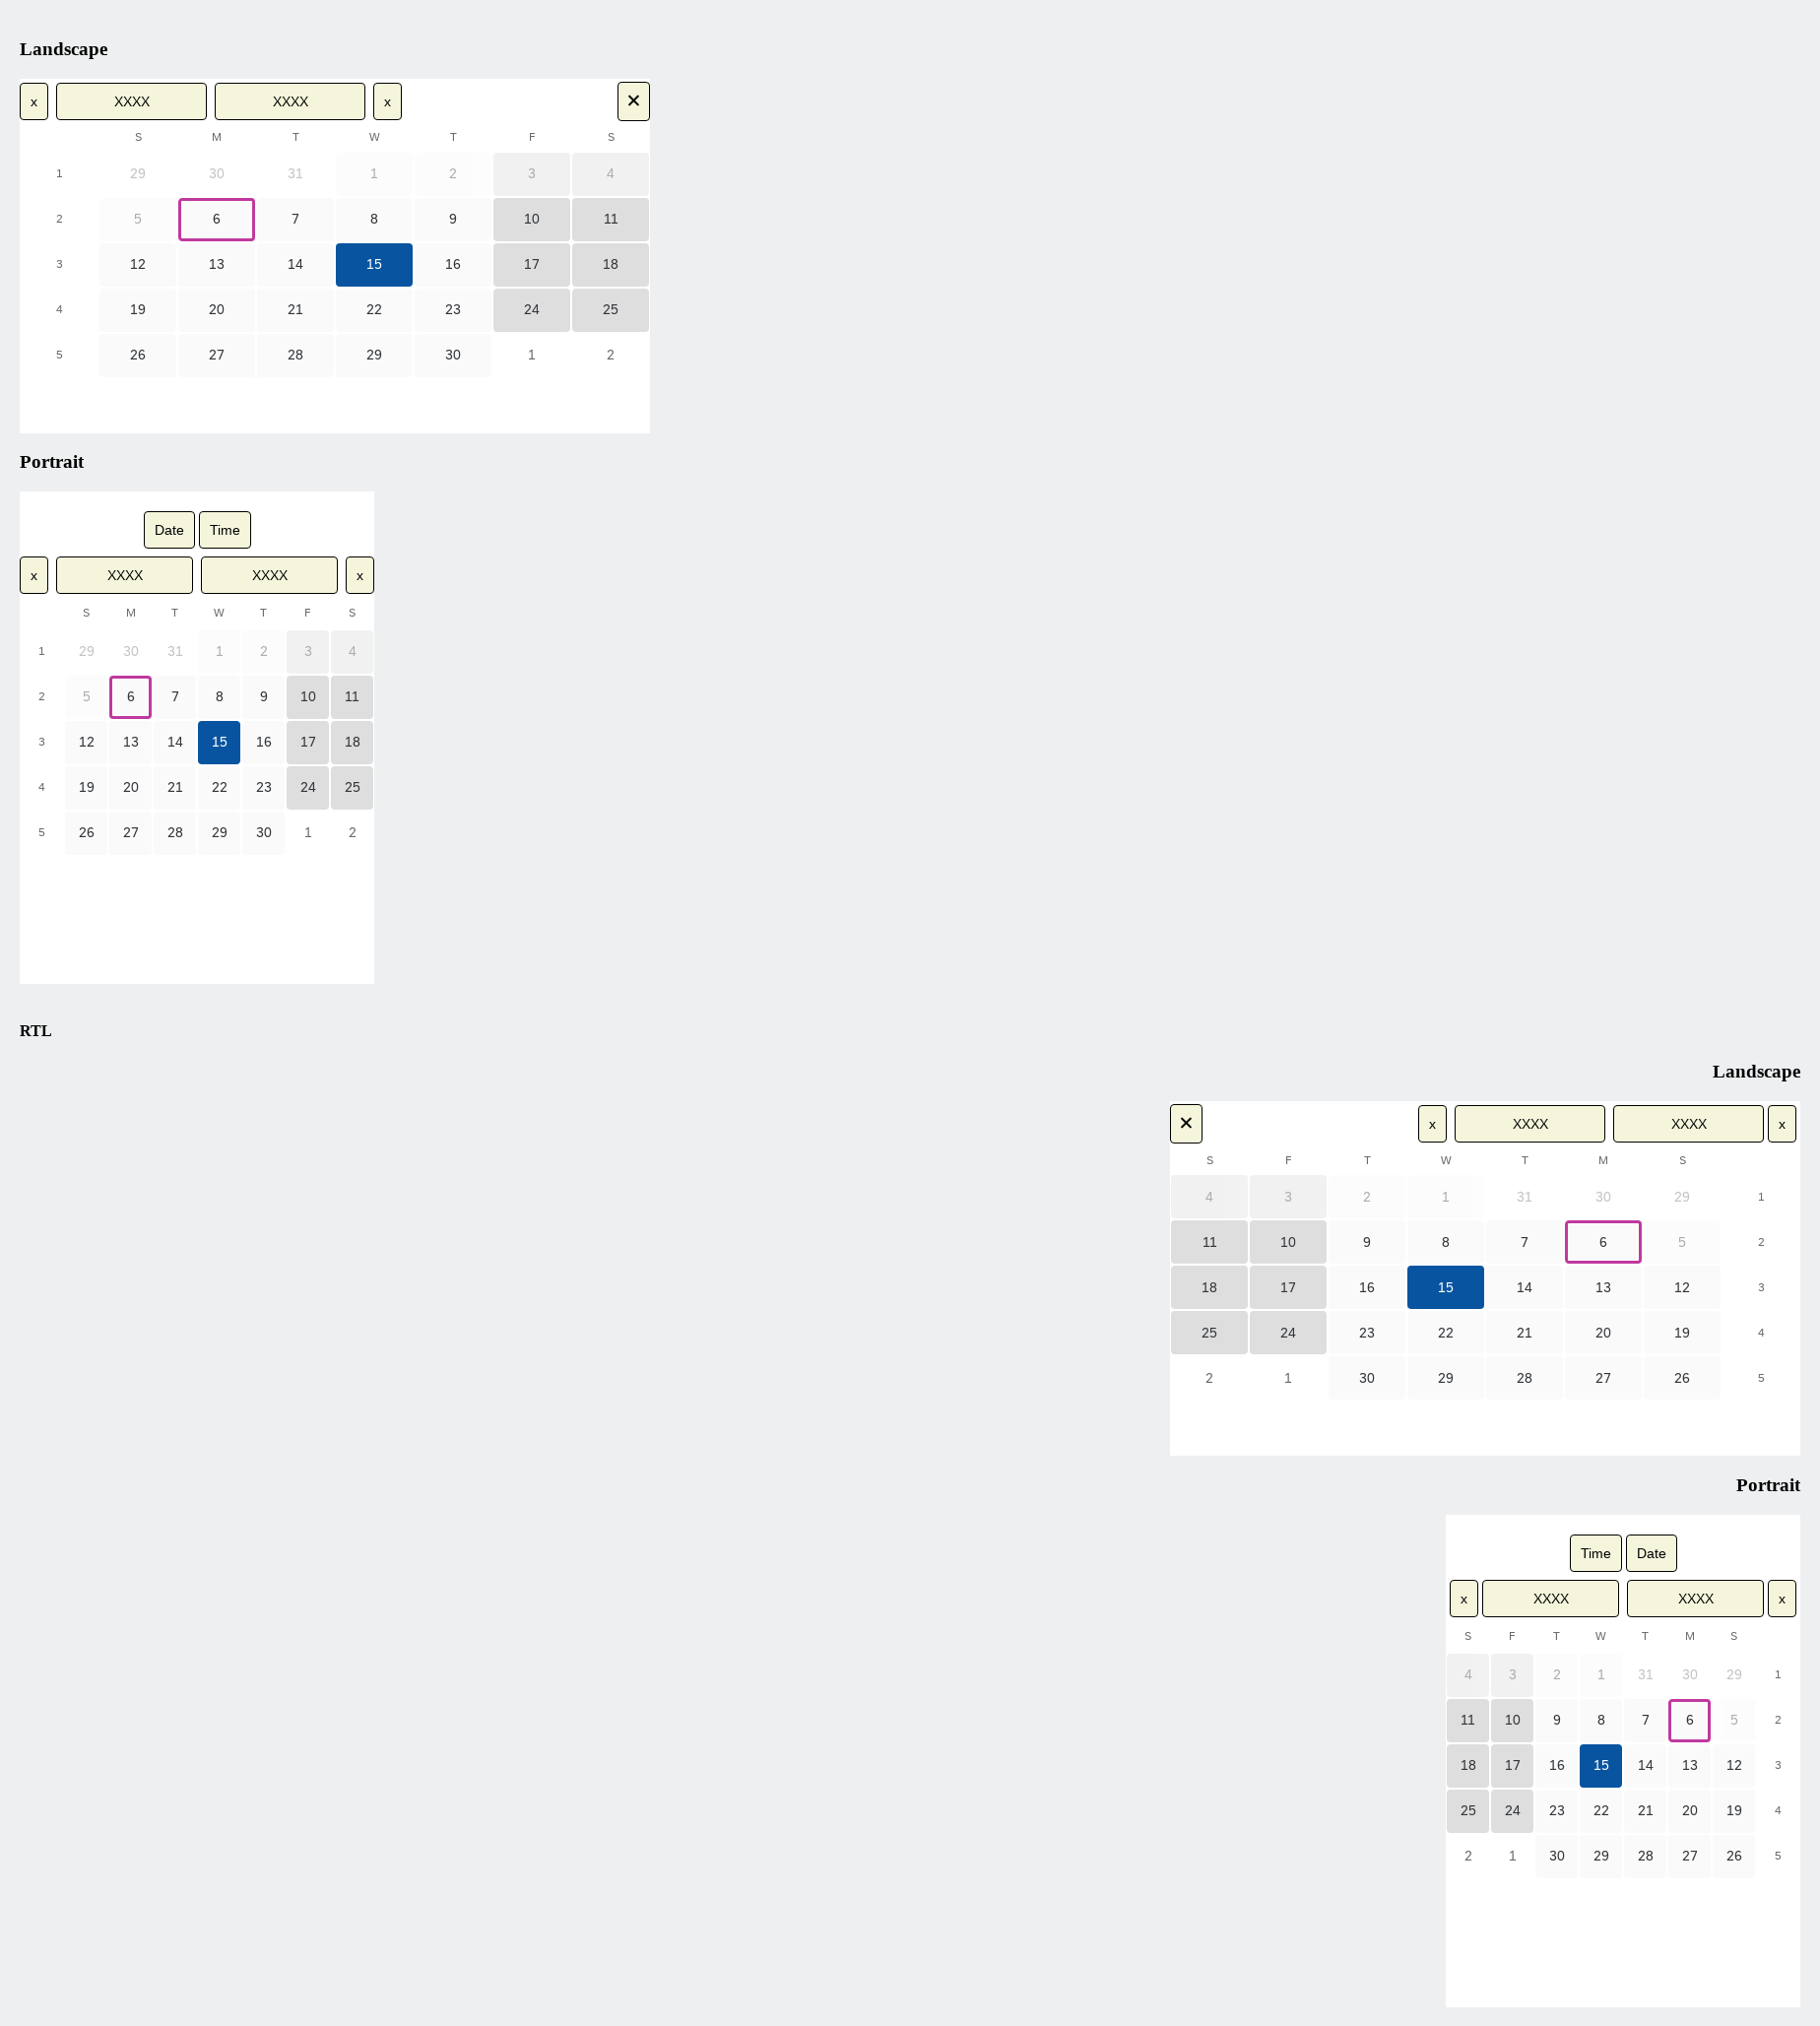 Landscape
x XXXX XXXX x ✕
S M T W T F S
1 29 30 31 1 2 3 4
2 5 6 7 8 9 10 11
3 12 13 14 15 16 17 18
4 19 20 21 22 23 24 25
5 26 27 28 29 30 1 2
Portrait
Date Time
x XXXX XXXX x
S M T W T F S
1 29 30 31 1 2 3 4
2 5 6 7 8 9 10 11
3 12 13 14 15 16 17 18
4 19 20 21 22 23 24 25
5 26 27 28 29 30 1 2
RTL
Landscape
✕ x XXXX XXXX x
S F T W T M S
4 3 2 1 31 30 29 1
11 10 9 8 7 6 5 2
18 17 16 15 14 13 12 3
25 24 23 22 21 20 19 4
2 1 30 29 28 27 26 5
Portrait
Time Date
x XXXX XXXX x
S F T W T M S
4 3 2 1 31 30 29 1
11 10 9 8 7 6 5 2
18 17 16 15 14 13 12 3
25 24 23 22 21 20 19 4
2 1 30 29 28 27 26 5